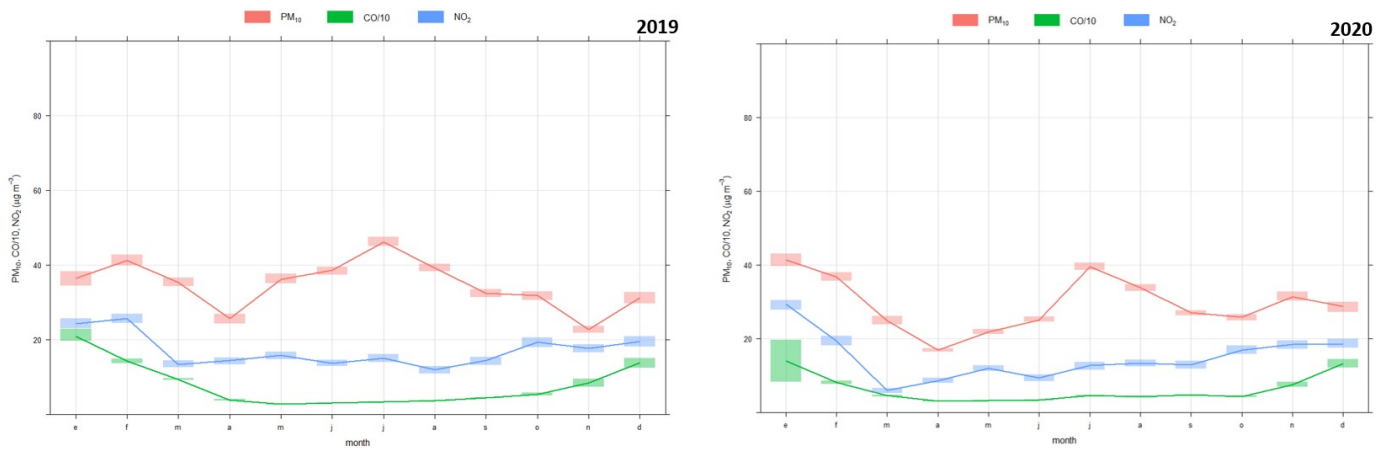 PM₁₀ CO/10 NO₂
2019
PM₁₀, CO/10, NO₂ (µg m⁻³)
80
60
40
20
e f m a m j j a s o n d
month
PM₁₀ CO/10 NO₂
2020
PM₁₀, CO/10, NO₂ (µg m⁻³)
80
60
40
20
e f m a m j j a s o n d
month